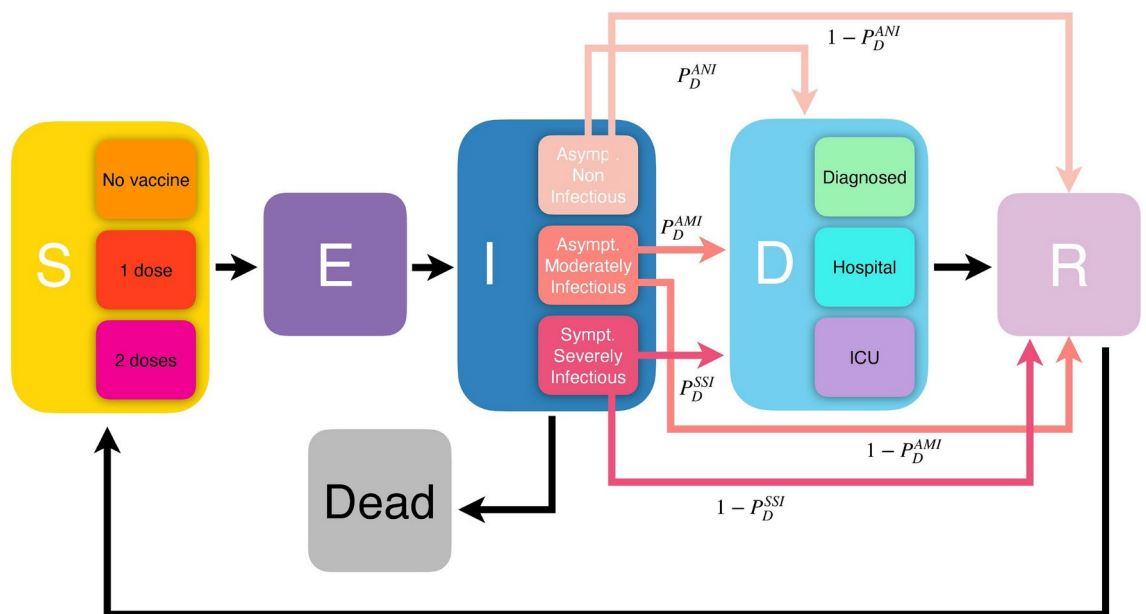 1 − P_D^{ANI}
P_D^{ANI}
S
No vaccine
1 dose
2 doses
E
I
Asymp .
Non
Infectious
Asympt.
Moderately
Infectious
Sympt.
Severely
Infectious
P_D^{AMI}
P_D^{SSI}
D
Diagnosed
Hospital
ICU
R
1 − P_D^{AMI}
1 − P_D^{SSI}
Dead